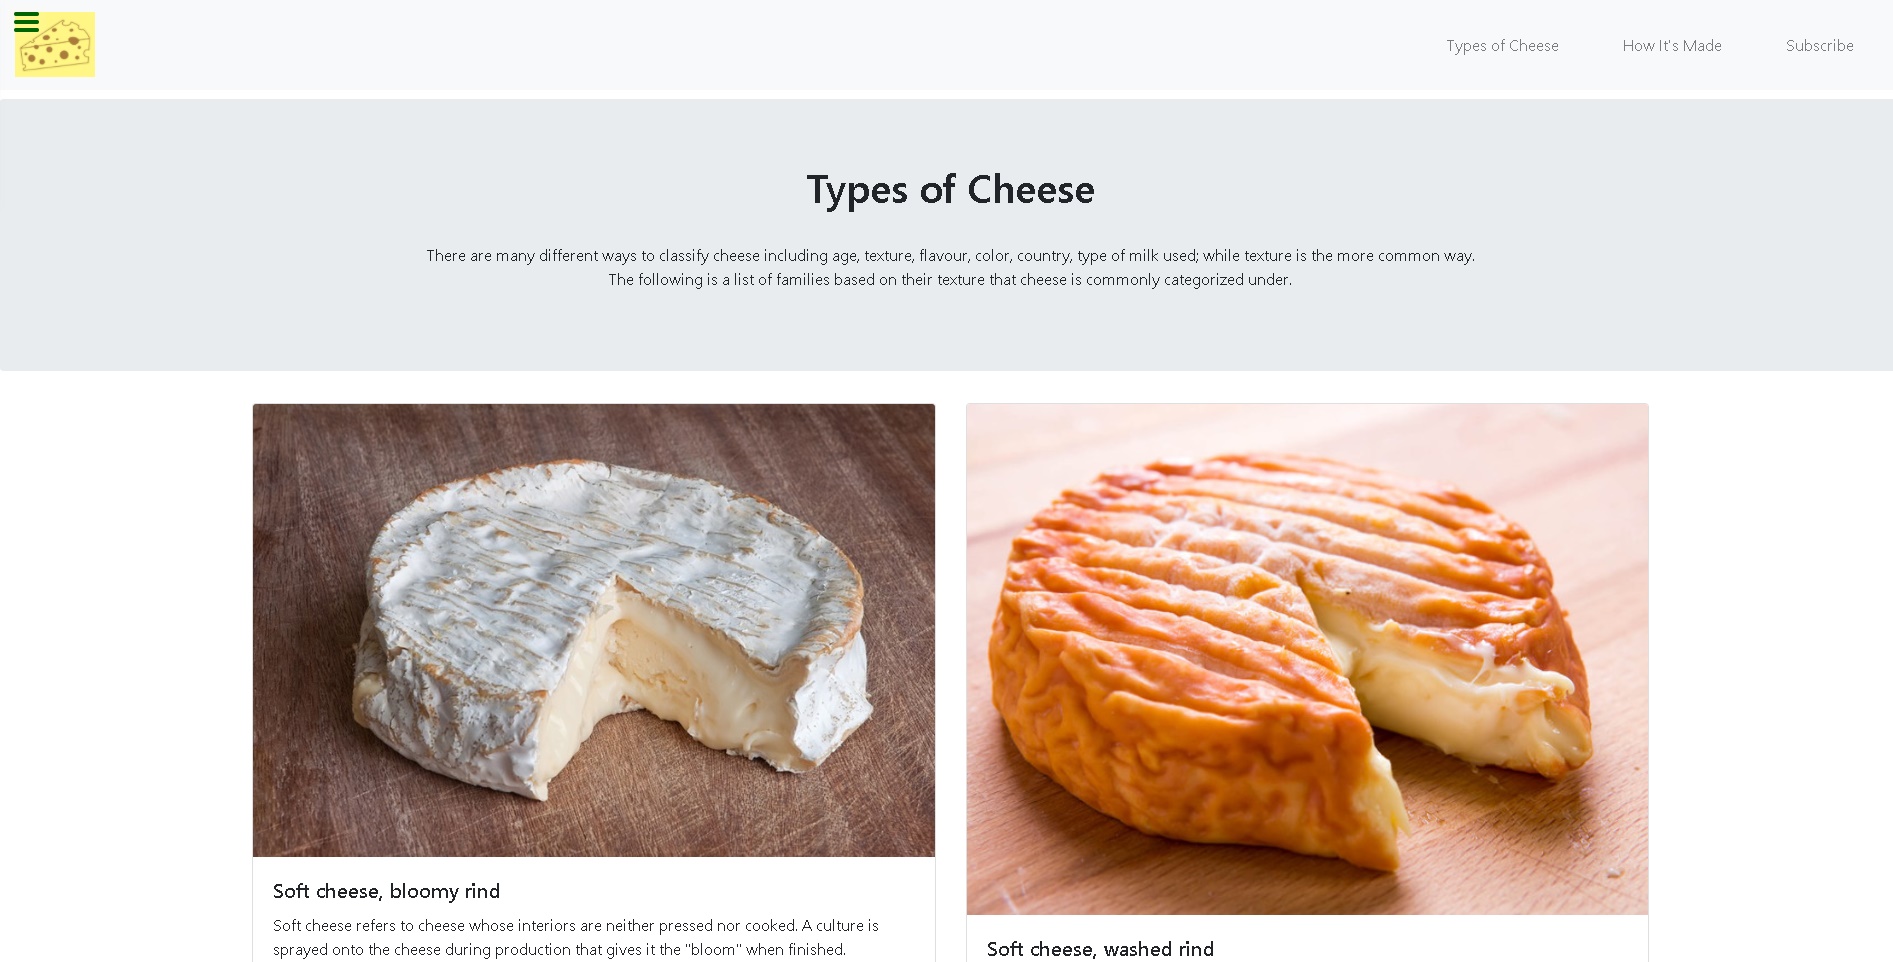 Types of Cheese
How It's Made
Subscribe
Types of Cheese
There are many different ways to classify cheese including age, texture, flavour, color, country, type of milk used; while texture is the more common way.
The following is a list of families based on their texture that cheese is commonly categorized under.
Soft cheese, bloomy rind
Soft cheese refers to cheese whose interiors are neither pressed nor cooked. A culture is
sprayed onto the cheese during production that gives it the "bloom" when finished.
Soft cheese, washed rind